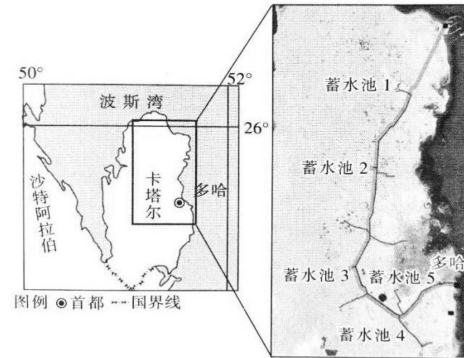 50°
52°
波斯湾
26°
沙特阿拉伯
卡塔尔
多哈
图例 ◉首都 --国界线
蓄水池 1
蓄水池 2
多哈
蓄水池 3
蓄水池 5
蓄水池 4